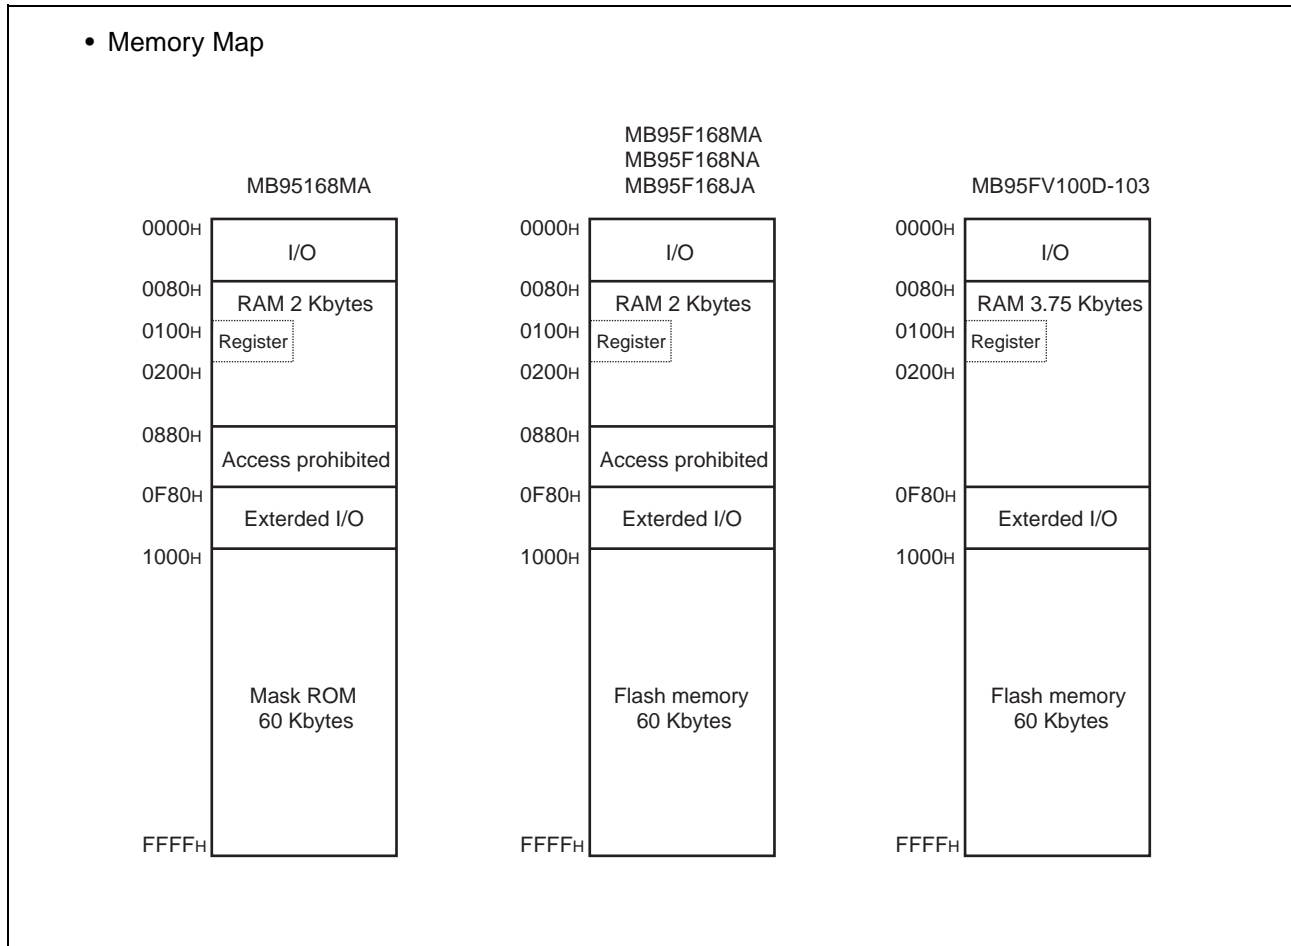 • Memory Map
MB95168MA
0000H
I/O
0080H
RAM 2 Kbytes
0100H
Register
0200H
0880H
Access prohibited
0F80H
Exterded I/O
1000H
Mask ROM
60 Kbytes
FFFFH
MB95F168MA
MB95F168NA
MB95F168JA
0000H
I/O
0080H
RAM 2 Kbytes
0100H
Register
0200H
0880H
Access prohibited
0F80H
Exterded I/O
1000H
Flash memory
60 Kbytes
FFFFH
MB95FV100D-103
0000H
I/O
0080H
RAM 3.75 Kbytes
0100H
Register
0200H
0F80H
Exterded I/O
1000H
Flash memory
60 Kbytes
FFFFH